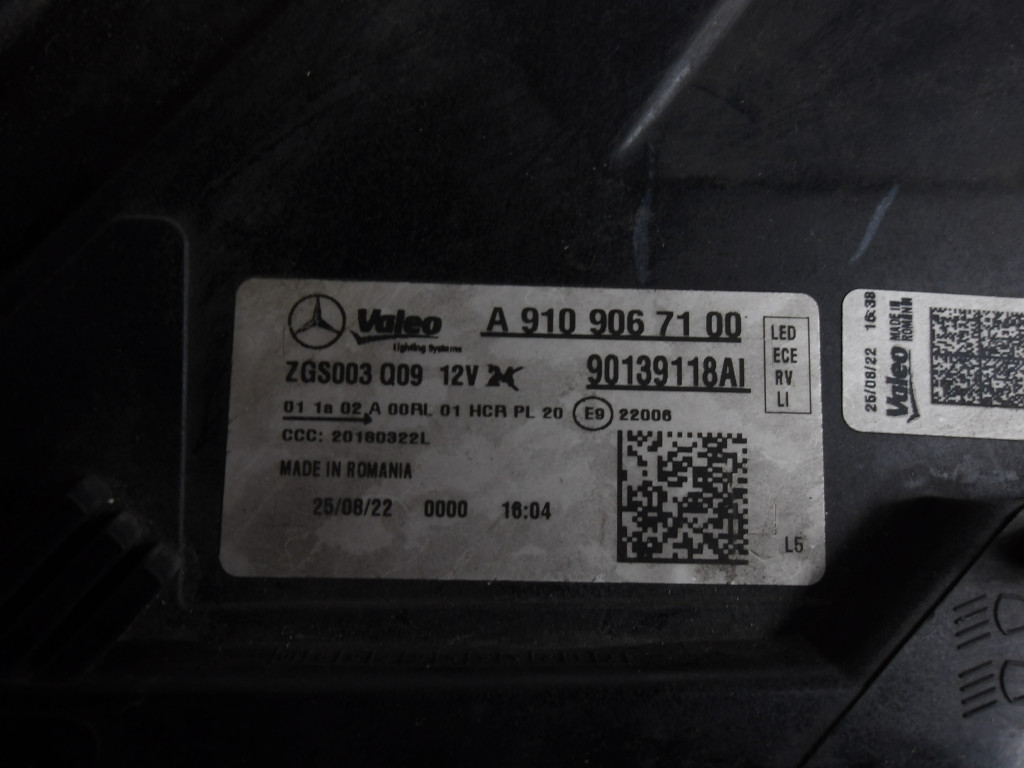 Valeo
Lighting Systems
A 910 906 71 00
ZGS003 Q09 12V
90139118AI
LED
ECE
RV
LI
01 1a 02 A 00RL 01 HCR PL 20 E9 22006
CCC: 20180322L
MADE IN ROMANIA
25/08/22 0000 16:04
L5
25/08/22 16:38
Valeo MADE IN
ROMANIA